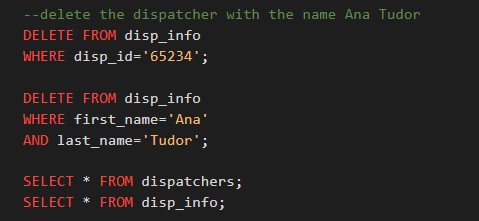 --delete the dispatcher with the name Ana Tudor
DELETE FROM disp_info
WHERE disp_id='65234';
DELETE FROM disp_info
WHERE first_name='Ana'
AND last_name='Tudor';
SELECT * FROM dispatchers;
SELECT * FROM disp_info;